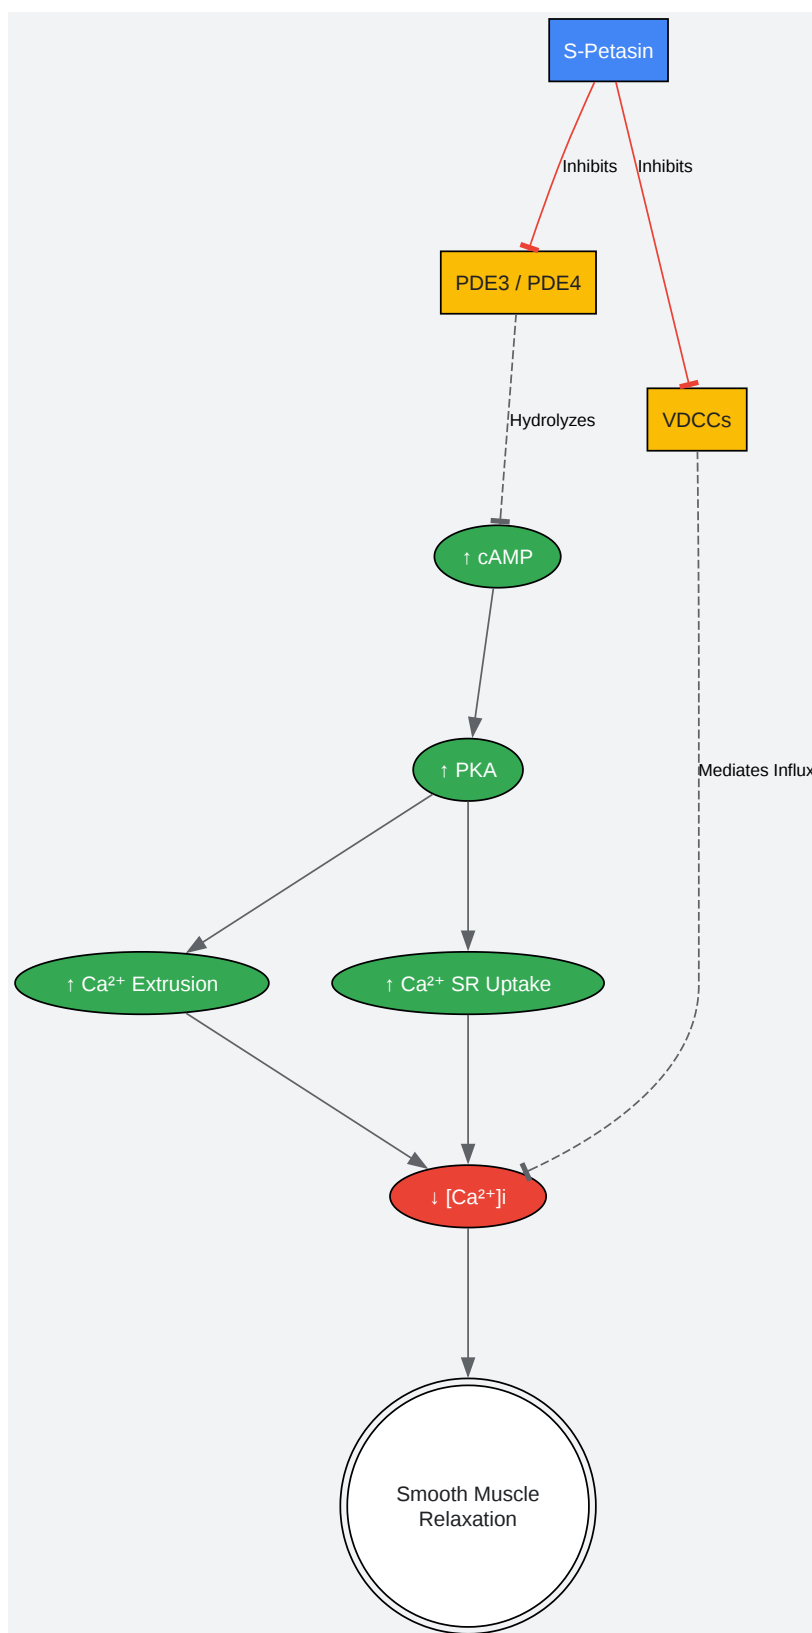 S-Petasin
Inhibits
Inhibits
PDE3 / PDE4
VDCCs
Hydrolyzes
↑ cAMP
↑ PKA
Mediates Influx
↑ Ca²⁺ Extrusion
↑ Ca²⁺ SR Uptake
↓ [Ca²⁺]i
Smooth Muscle
Relaxation